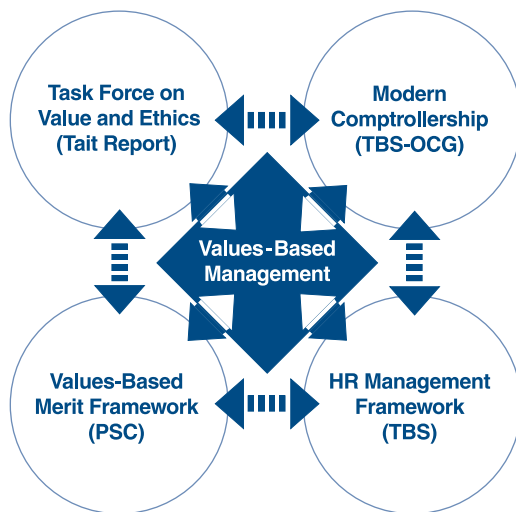 Task Force on
Value and Ethics
(Tait Report)
Modern
Comptrollership
(TBS-OCG)
Values-Based
Management
Values-Based
Merit Framework
(PSC)
HR Management
Framework
(TBS)